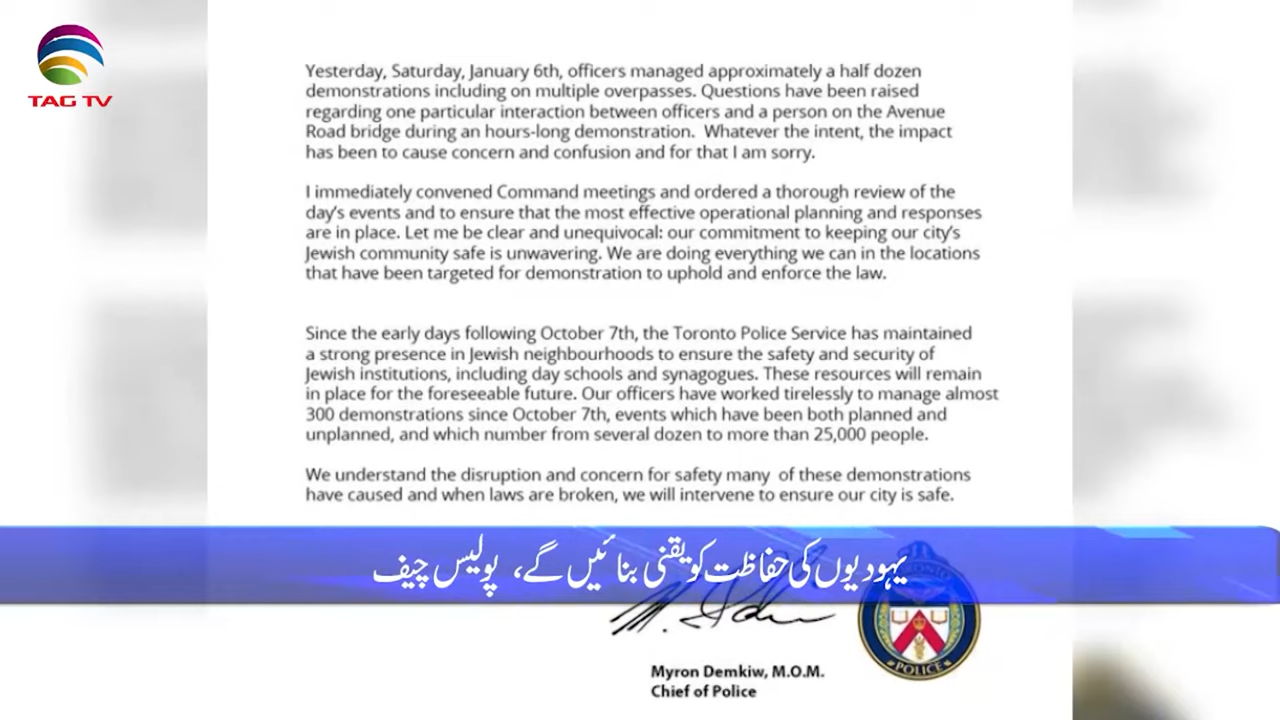 TAG TV
Yesterday, Saturday, January 6th, officers managed approximately a half dozen
demonstrations including on multiple overpasses. Questions have been raised
regarding one particular interaction between officers and a person on the Avenue
Road bridge during an hours-long demonstration.  Whatever the intent, the impact
has been to cause concern and confusion and for that I am sorry.
I immediately convened Command meetings and ordered a thorough review of the
day's events and to ensure that the most effective operational planning and responses
are in place. Let me be clear and unequivocal: our commitment to keeping our city's
Jewish community safe is unwavering. We are doing everything we can in the locations
that have been targeted for demonstration to uphold and enforce the law.
Since the early days following October 7th, the Toronto Police Service has maintained
a strong presence in Jewish neighbourhoods to ensure the safety and security of
Jewish institutions, including day schools and synagogues. These resources will remain
in place for the foreseeable future. Our officers have worked tirelessly to manage almost
300 demonstrations since October 7th, events which have been both planned and
unplanned, and which number from several dozen to more than 25,000 people.
We understand the disruption and concern for safety many  of these demonstrations
have caused and when laws are broken, we will intervene to ensure our city is safe.
یہودیوں کی حفاظت کو یقنی بنائیں گے، پولیس چیف
POLICE
Myron Demkiw, M.O.M.
Chief of Police